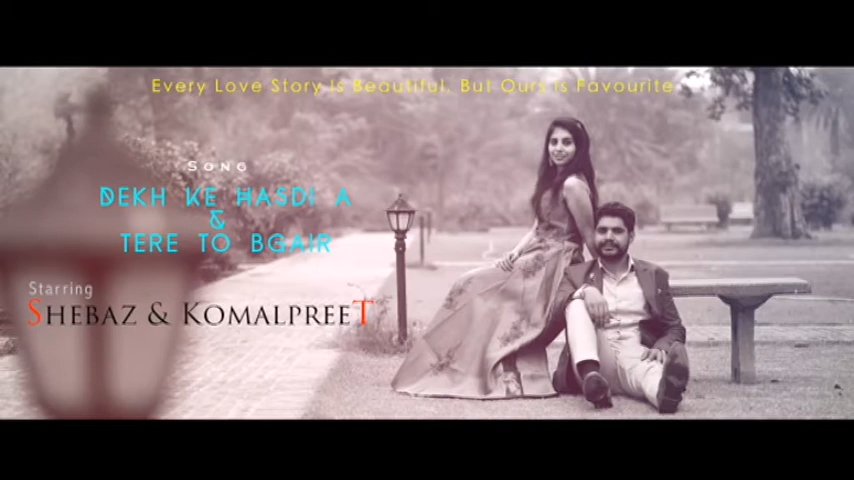 Every Love Story is Beautiful. But Ours is Favourite
SONG
DEKH KE HASDI A
&
TERE TO BGAIR
Starring
SHEBAZ & KOMALPREET